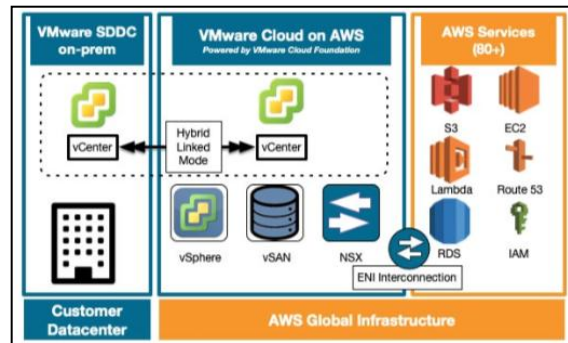 VMware SDDC
on-prem
VMware Cloud on AWS
Powered by VMware Cloud Foundation
AWS Services
(80+)
vCenter
Hybrid
Linked
Mode
vCenter
S3
EC2
Lambda
Route 53
vSphere
vSAN
NSX
RDS
IAM
ENI Interconnection
Customer
Datacenter
AWS Global Infrastructure